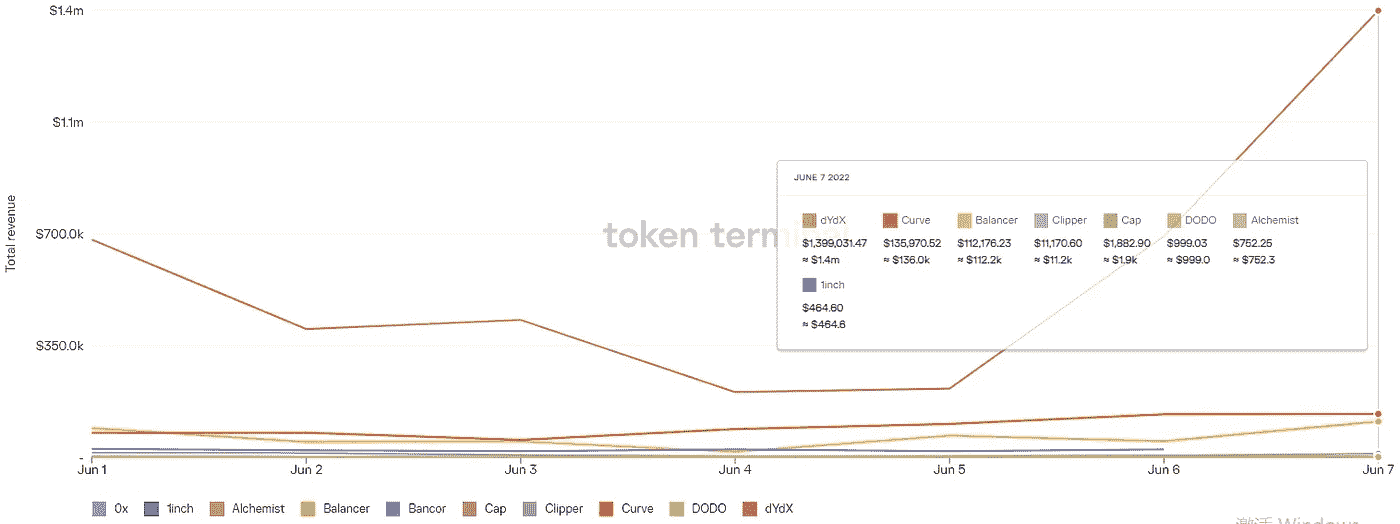 $1.4m
$1.1m
$700.0k
$350.0k
-
Total revenue
token terminal
JUNE 7 2022
dYdX Curve Balancer Clipper Cap DODO Alchemist
$1,399,031.47 $135,970.52 $112,176.23 $11,170.60 $1,882.90 $999.03 $752.25
≈ $1.4m ≈ $136.0k ≈ $112.2k ≈ $11.2k ≈ $1.9k ≈ $999.0 ≈ $752.3
1inch
$464.60
≈ $464.6
Jun 1 Jun 2 Jun 3 Jun 4 Jun 5 Jun 6 Jun 7
0x 1inch Alchemist Balancer Bancor Cap Clipper Curve DODO dYdX
激活 Windows